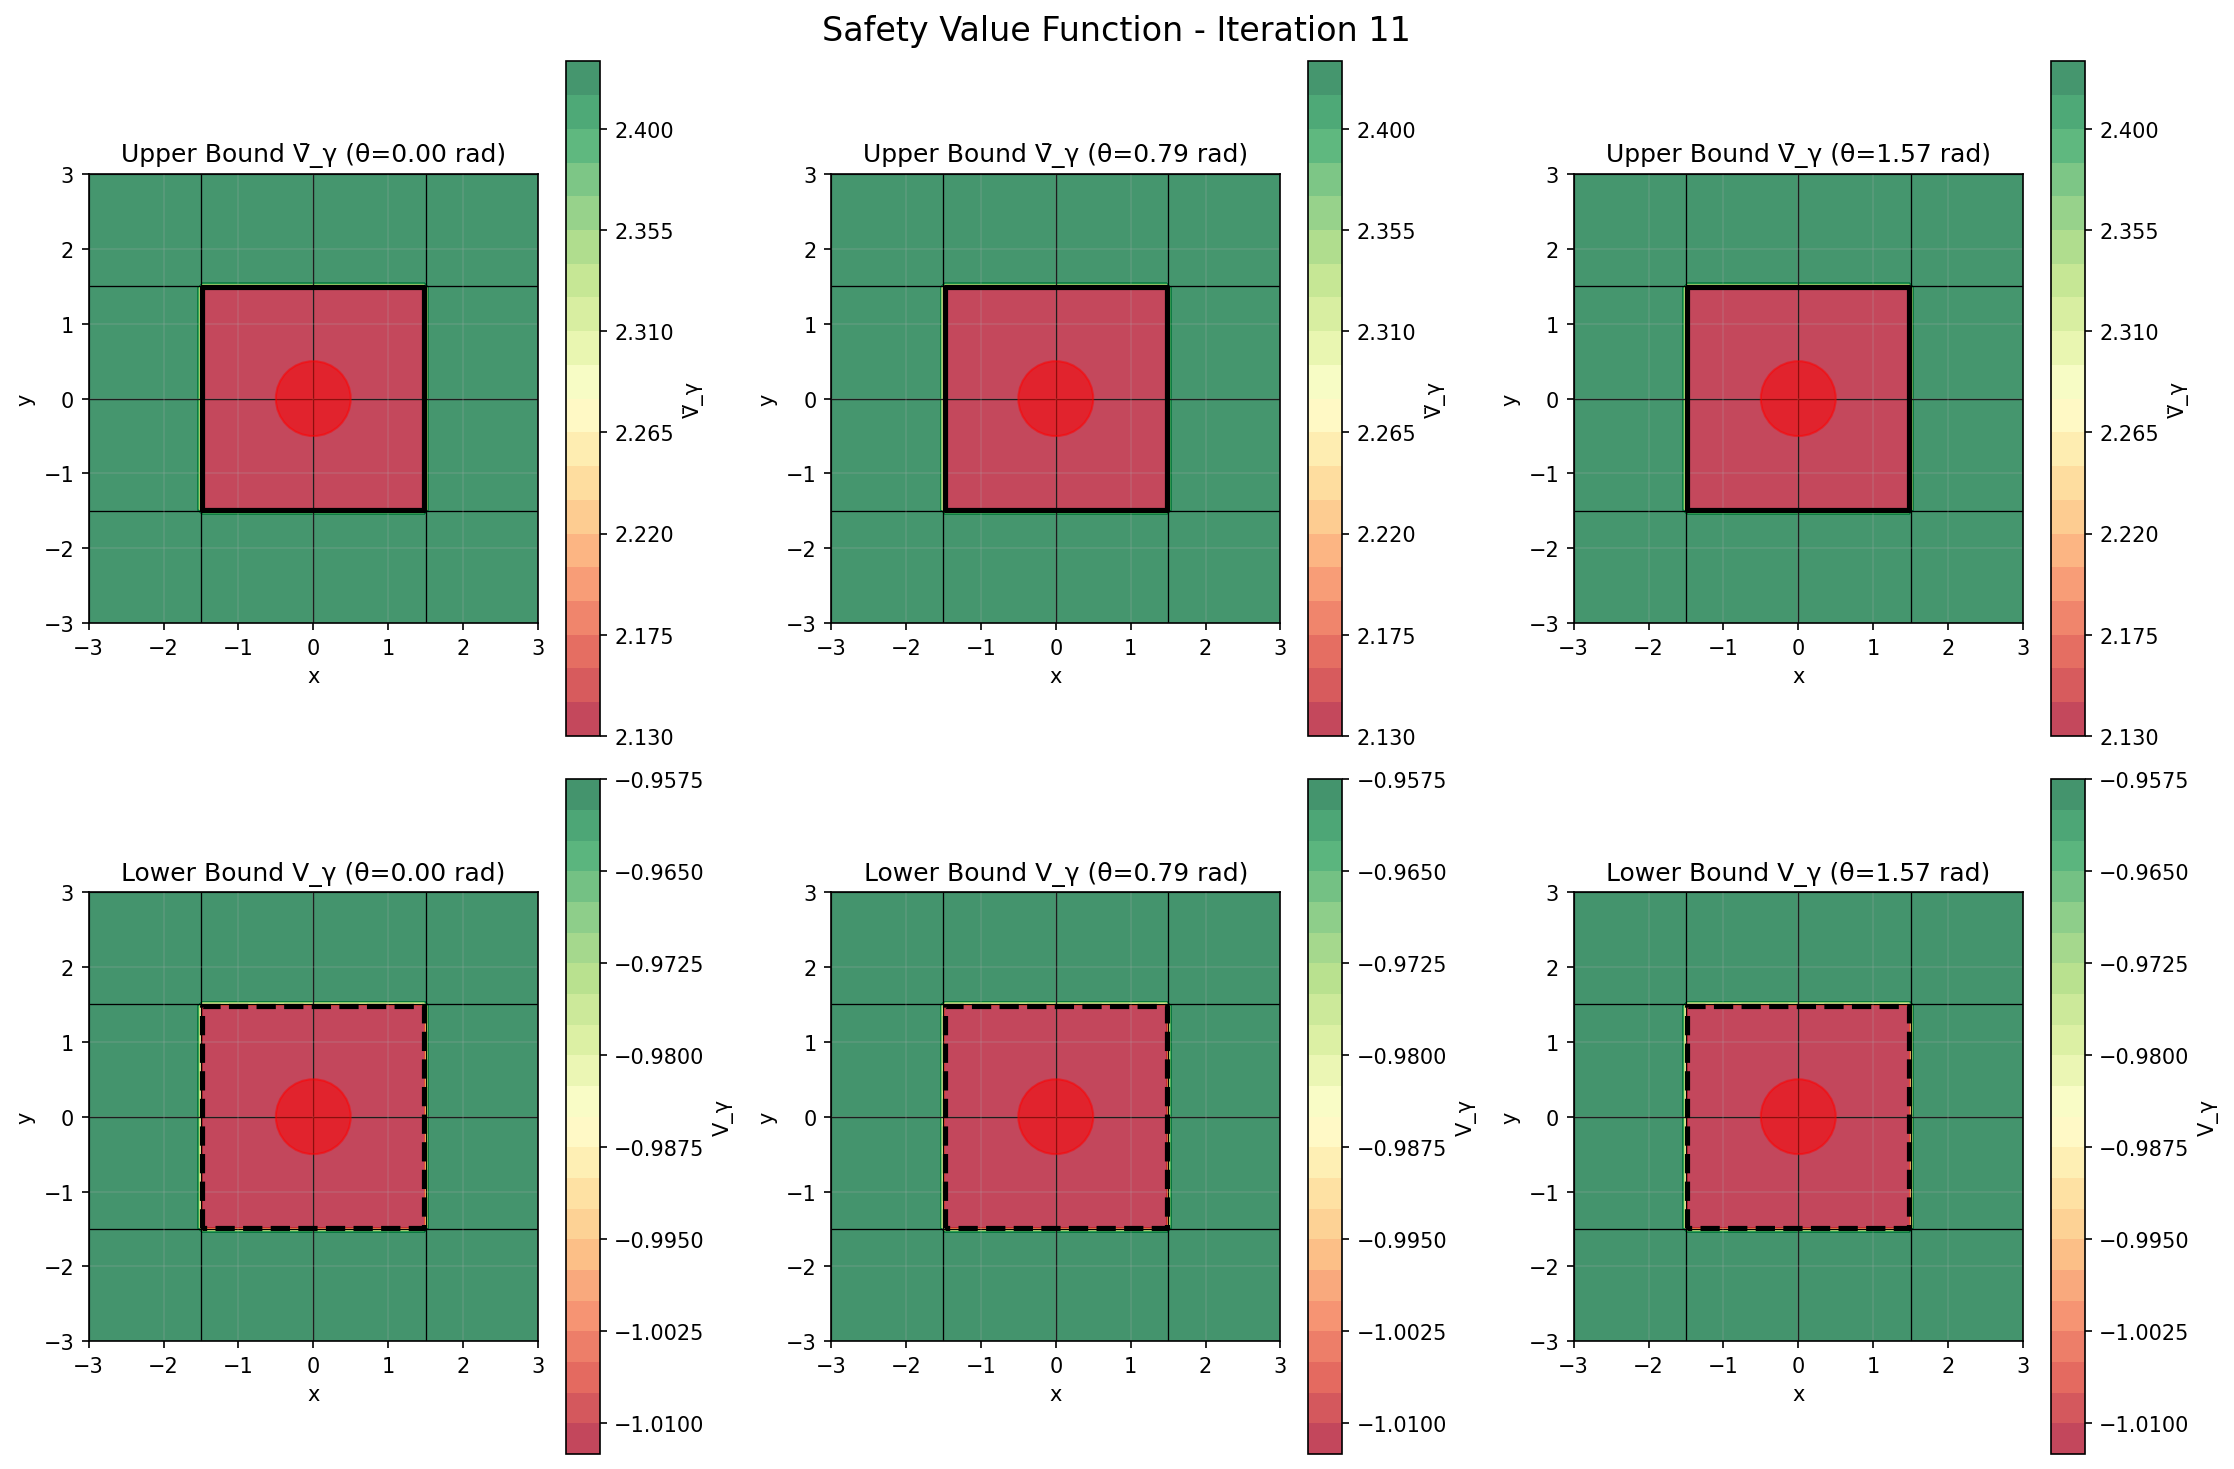 Safety Value Function - Iteration 11
Upper Bound V̄_γ (θ=0.00 rad)
3
2
1
0
−1
−2
−3
−3 −2 −1 0 1 2 3
x
y
2.400
2.355
2.310
2.265
2.220
2.175
2.130
V̄_γ
Upper Bound V̄_γ (θ=0.79 rad)
3
2
1
0
−1
−2
−3
−3 −2 −1 0 1 2 3
x
y
2.400
2.355
2.310
2.265
2.220
2.175
2.130
V̄_γ
Upper Bound V̄_γ (θ=1.57 rad)
3
2
1
0
−1
−2
−3
−3 −2 −1 0 1 2 3
x
y
2.400
2.355
2.310
2.265
2.220
2.175
2.130
V̄_γ
Lower Bound V_γ (θ=0.00 rad)
3
2
1
0
−1
−2
−3
−3 −2 −1 0 1 2 3
x
y
−0.9575
−0.9650
−0.9725
−0.9800
−0.9875
−0.9950
−1.0025
−1.0100
V_γ
Lower Bound V_γ (θ=0.79 rad)
3
2
1
0
−1
−2
−3
−3 −2 −1 0 1 2 3
x
y
−0.9575
−0.9650
−0.9725
−0.9800
−0.9875
−0.9950
−1.0025
−1.0100
V_γ
Lower Bound V_γ (θ=1.57 rad)
3
2
1
0
−1
−2
−3
−3 −2 −1 0 1 2 3
x
y
−0.9575
−0.9650
−0.9725
−0.9800
−0.9875
−0.9950
−1.0025
−1.0100
V_γ